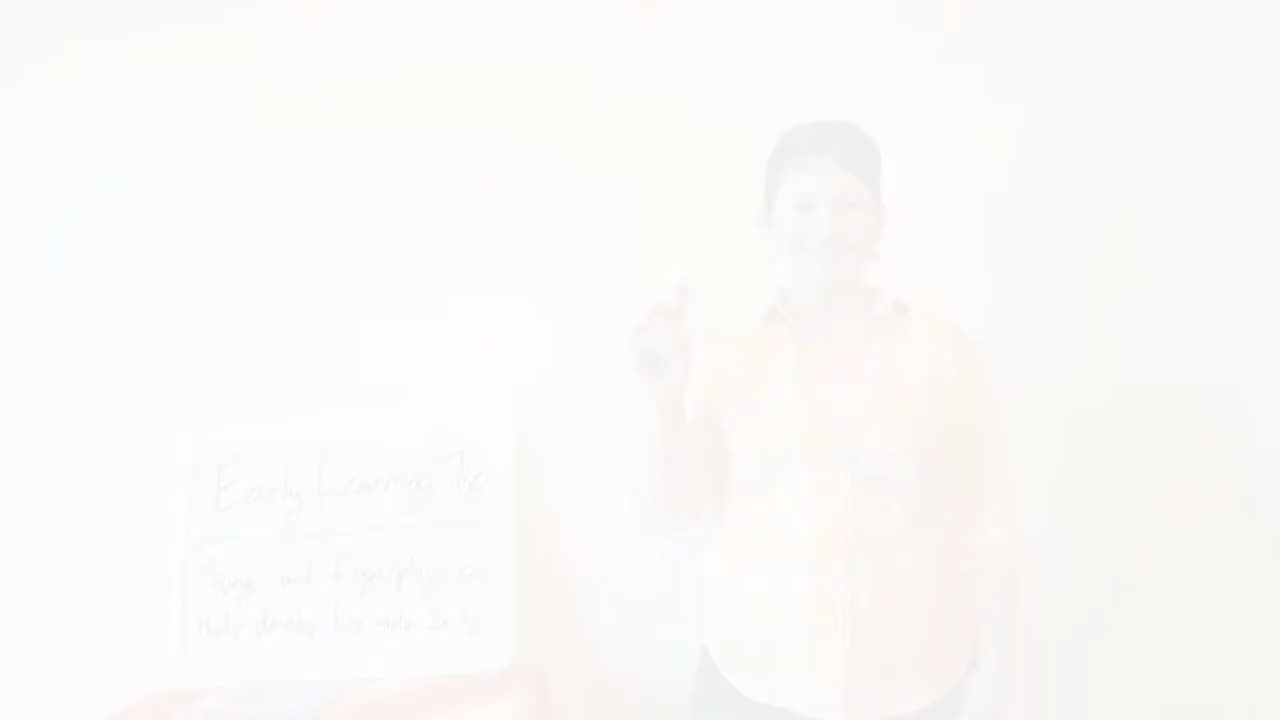 Early Learning Tip
Songs and fingerplays can
help develop fine motor skills